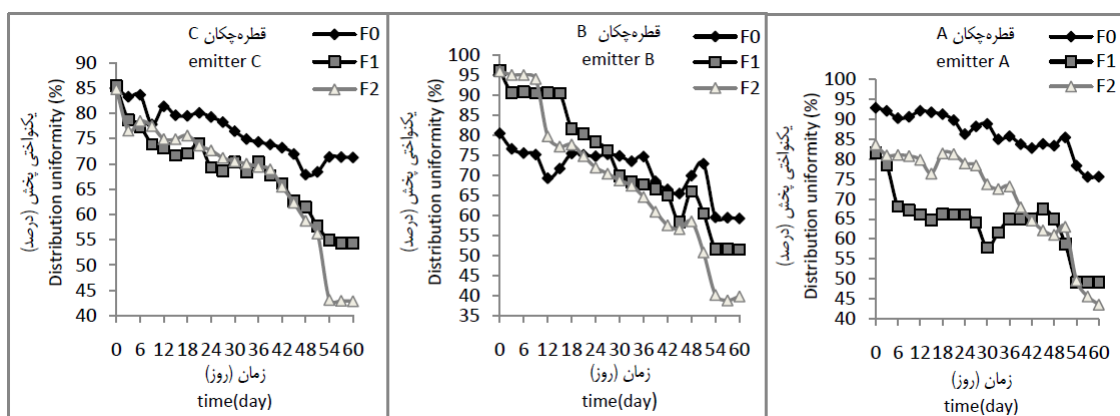 قطره‌چکان C
emitter C
F0
F1
F2
90
85
80
75
70
65
60
55
50
45
40
یکنواختی پخش (درصد)
Distribution uniformity (%)
0 6 12 18 24 30 36 42 48 54 60
زمان (روز)
time(day)
قطره‌چکان B
emitter B
F0
F1
F2
100
95
90
85
80
75
70
65
60
55
50
45
40
35
یکنواختی پخش (درصد)
Distribution uniformity (%)
0 6 12 18 24 30 36 42 48 54 60
زمان (روز)
time(day)
قطره‌چکان A
emitter A
F0
F1
F2
100
95
90
85
80
75
70
65
60
55
50
45
40
یکنواختی پخش (درصد)
Distribution uniformity (%)
0 6 12 18 24 30 36 42 48 54 60
زمان (روز)
time(day)